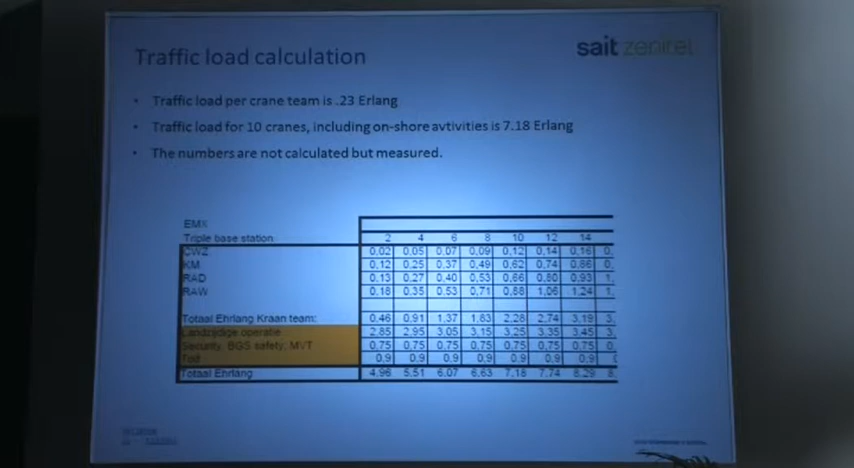 Traffic load calculation
sait zenitel
• Traffic load per crane team is .23 Erlang
• Traffic load for 10 cranes, including on-shore avtivities is 7.18 Erlang
• The numbers are not calculated but measured.
EMX
Triple base station 2 4 6 8 10 12 14
CWZ 0,02 0,05 0,07 0,09 0,12 0,14 0,16 0,
KM 0,12 0,25 0,37 0,49 0,62 0,74 0,86 0,
RAD 0,13 0,27 0,40 0,53 0,66 0,80 0,93 1,
RAW 0,18 0,35 0,53 0,71 0,88 1,06 1,24 1,
Totaal Ehrlang Kraan team: 0,46 0,91 1,37 1,83 2,28 2,74 3,19 3,
Landzijdige operatie 2,85 2,95 3,05 3,15 3,25 3,35 3,45 3,
Security, BGS safety, MVT 0,75 0,75 0,75 0,75 0,75 0,75 0,75 0,
0,9 0,9 0,9 0,9 0,9 0,9 0,9
Totaal Ehrlang 4,96 5,51 6,07 6,63 7,18 7,74 8,29 8,